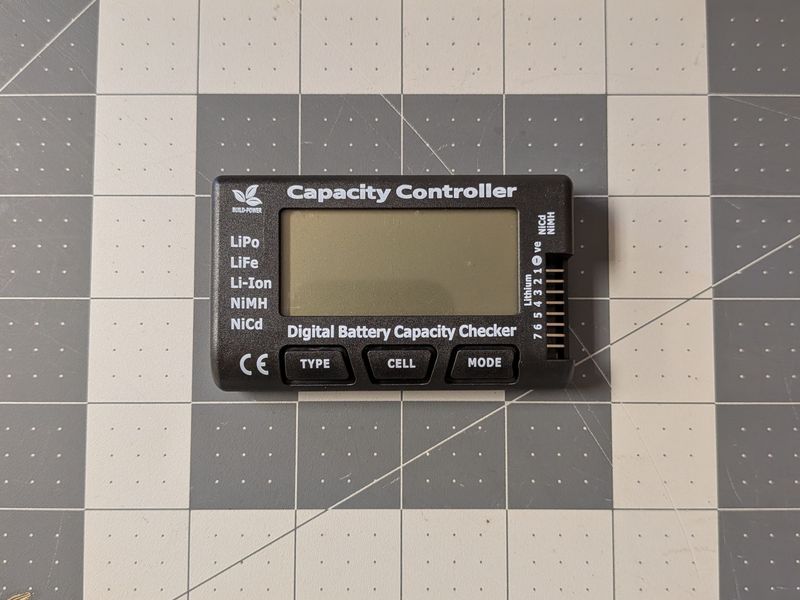 Capacity Controller
BUILD-POWER
LiPo
LiFe
Li-Ion
NiMH
NiCd
Digital Battery Capacity Checker
CE
TYPE
CELL
MODE
NiCd
NiMH
Lithium
7 6 5 4 3 2 1 - ve